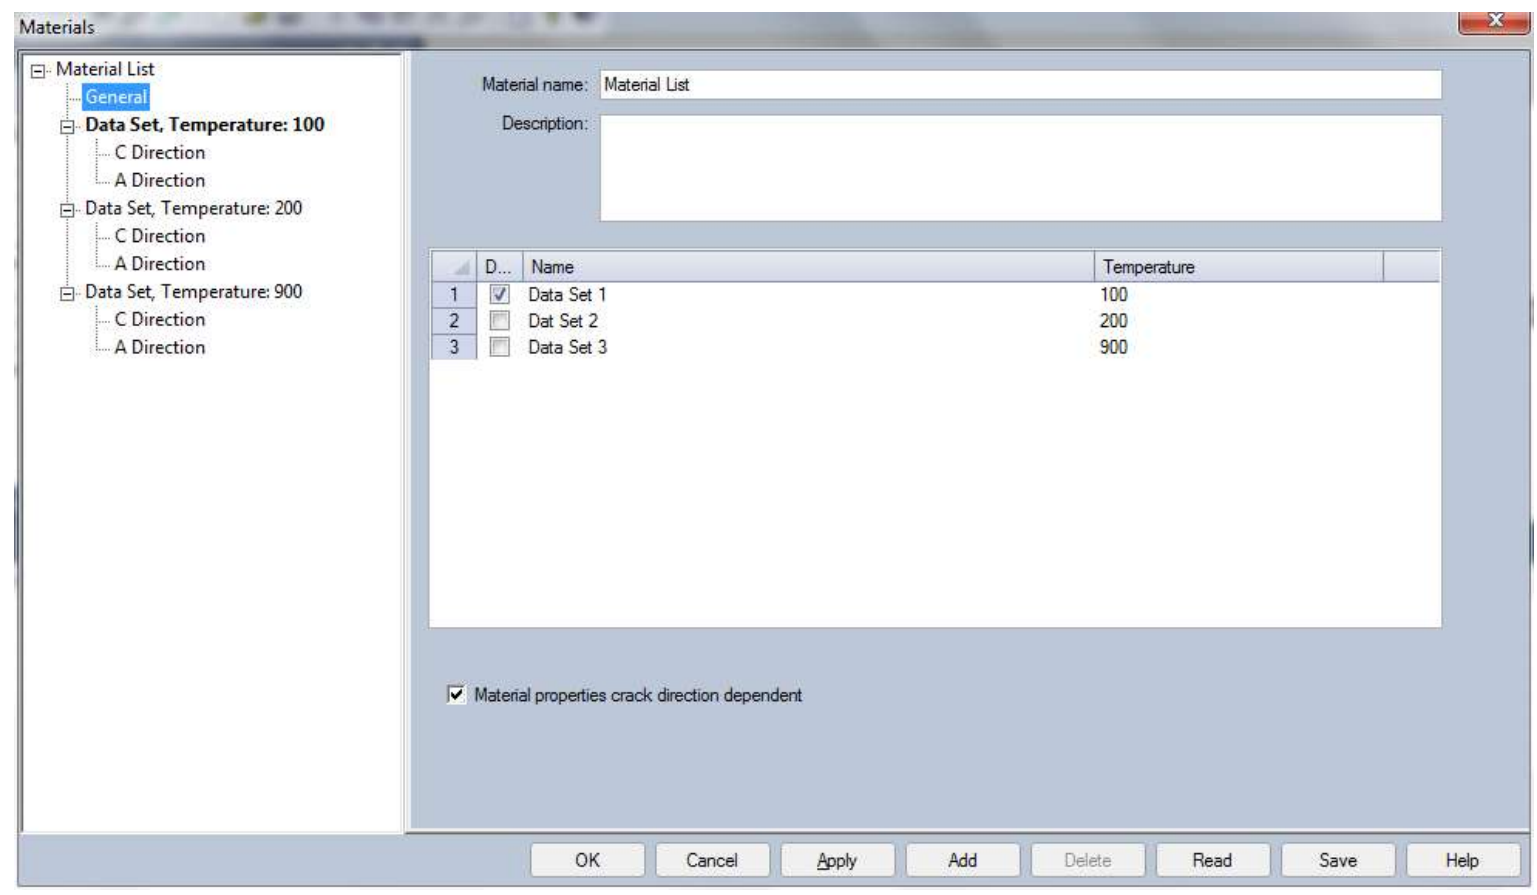 Materials
Material List
General
Data Set, Temperature: 100
C Direction
A Direction
Data Set, Temperature: 200
C Direction
A Direction
Data Set, Temperature: 900
C Direction
A Direction
Material name: Material List
Description:
D... Name Temperature
1 Data Set 1 100
2 Dat Set 2 200
3 Data Set 3 900
Material properties crack direction dependent
OK Cancel Apply Add Delete Read Save Help